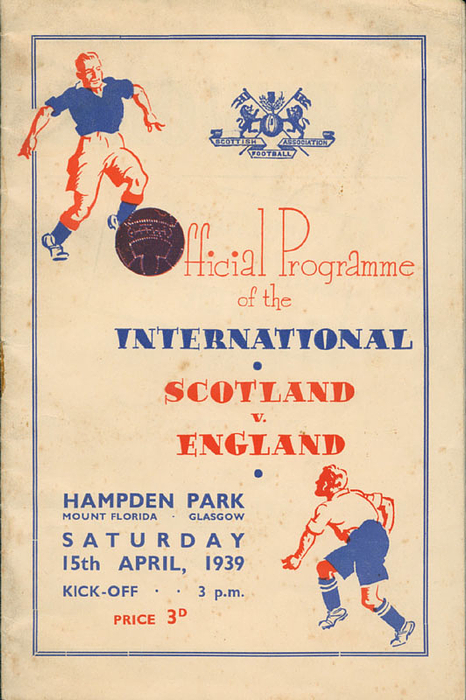 SCOTTISH ASSOCIATION
FOOTBALL
Official Programme
of the
INTERNATIONAL
SCOTLAND
V.
ENGLAND
HAMPDEN PARK
MOUNT FLORIDA · GLASGOW
SATURDAY
15th APRIL, 1939
KICK-OFF · · 3 p.m.
PRICE 3D